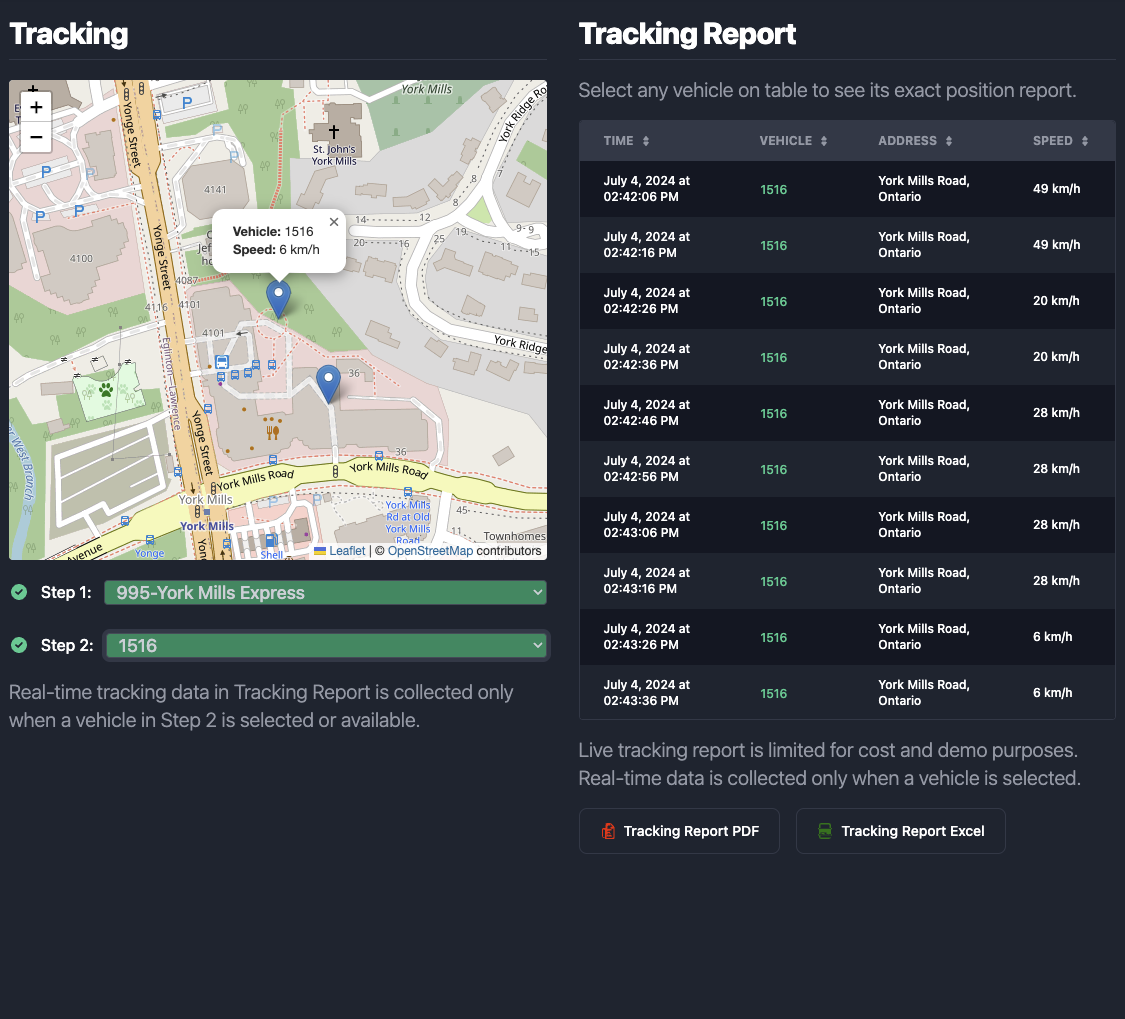 Tracking
York Mills
York Ridge Ro
+
−
Yonge Street
P
St. John's
York Mills
P
P
P
4141
8
8
14
12
Vehicle: 1516
Speed: 6 km/h
×
20
16
25
19
9
9
11
15
Yonge Street
4100
4087
4116
4101
4101
York Ridge
36
Eglinton—Lawrence
Yonge Street
West Branch
36
York Mills Road
York Mills Road
York Mills
York Mills
York Mills
Rd at Old
York Mills
Road
45
Townhomes
Avenue
Yonge
Shell
Leaflet | © OpenStreetMap contributors
Step 1: 995-York Mills Express
Step 2: 1516
Real-time tracking data in Tracking Report is collected only
when a vehicle in Step 2 is selected or available.
Tracking Report
Select any vehicle on table to see its exact position report.
TIME VEHICLE ADDRESS SPEED
July 4, 2024 at
02:42:06 PM
1516
York Mills Road,
Ontario
49 km/h
July 4, 2024 at
02:42:16 PM
1516
York Mills Road,
Ontario
49 km/h
July 4, 2024 at
02:42:26 PM
1516
York Mills Road,
Ontario
20 km/h
July 4, 2024 at
02:42:36 PM
1516
York Mills Road,
Ontario
20 km/h
July 4, 2024 at
02:42:46 PM
1516
York Mills Road,
Ontario
28 km/h
July 4, 2024 at
02:42:56 PM
1516
York Mills Road,
Ontario
28 km/h
July 4, 2024 at
02:43:06 PM
1516
York Mills Road,
Ontario
28 km/h
July 4, 2024 at
02:43:16 PM
1516
York Mills Road,
Ontario
28 km/h
July 4, 2024 at
02:43:26 PM
1516
York Mills Road,
Ontario
6 km/h
July 4, 2024 at
02:43:36 PM
1516
York Mills Road,
Ontario
6 km/h
Live tracking report is limited for cost and demo purposes.
Real-time data is collected only when a vehicle is selected.
Tracking Report PDF
Tracking Report Excel